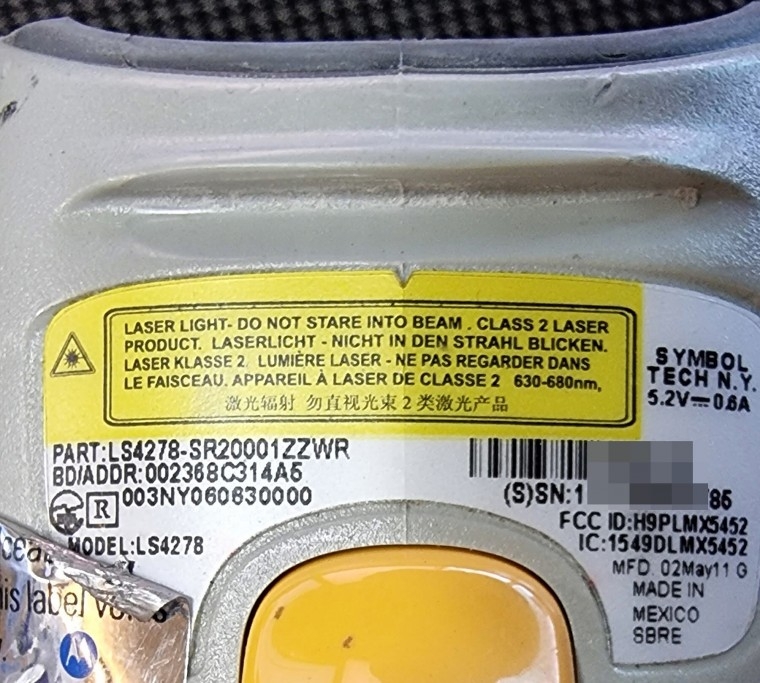 LASER LIGHT- DO NOT STARE INTO BEAM . CLASS 2 LASER
PRODUCT. LASERLICHT - NICHT IN DEN STRAHL BLICKEN.
LASER KLASSE 2 LUMIÈRE LASER - NE PAS REGARDER DANS
LE FAISCEAU. APPAREIL À LASER DE CLASSE 2 630-680nm,
激光辐射 勿直视光束 2 类激光产品
SYMBOL
TECH N.Y.
5.2V⎓0.6A
PART:LS4278-SR20001ZZWR
BD/ADDR:002368C314A5
R 003NY060630000
MODEL:LS4278
(S)SN:1 86
FCC ID:H9PLMX5452
IC:1549DLMX5452
MFD 02May11 G
MADE IN
MEXICO
SBRE
is label